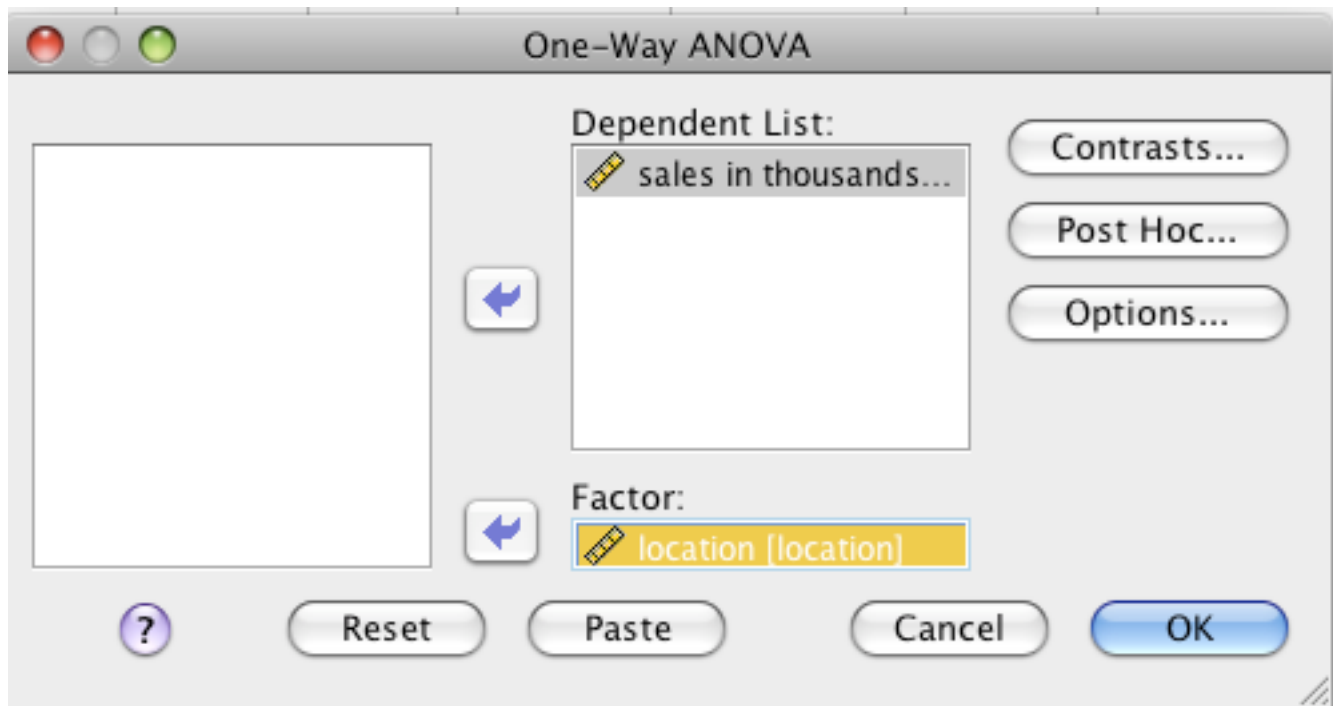 One-Way ANOVA
Dependent List:
sales in thousands...
Contrasts...
Post Hoc...
Options...
Factor:
location [location]
?
Reset
Paste
Cancel
OK